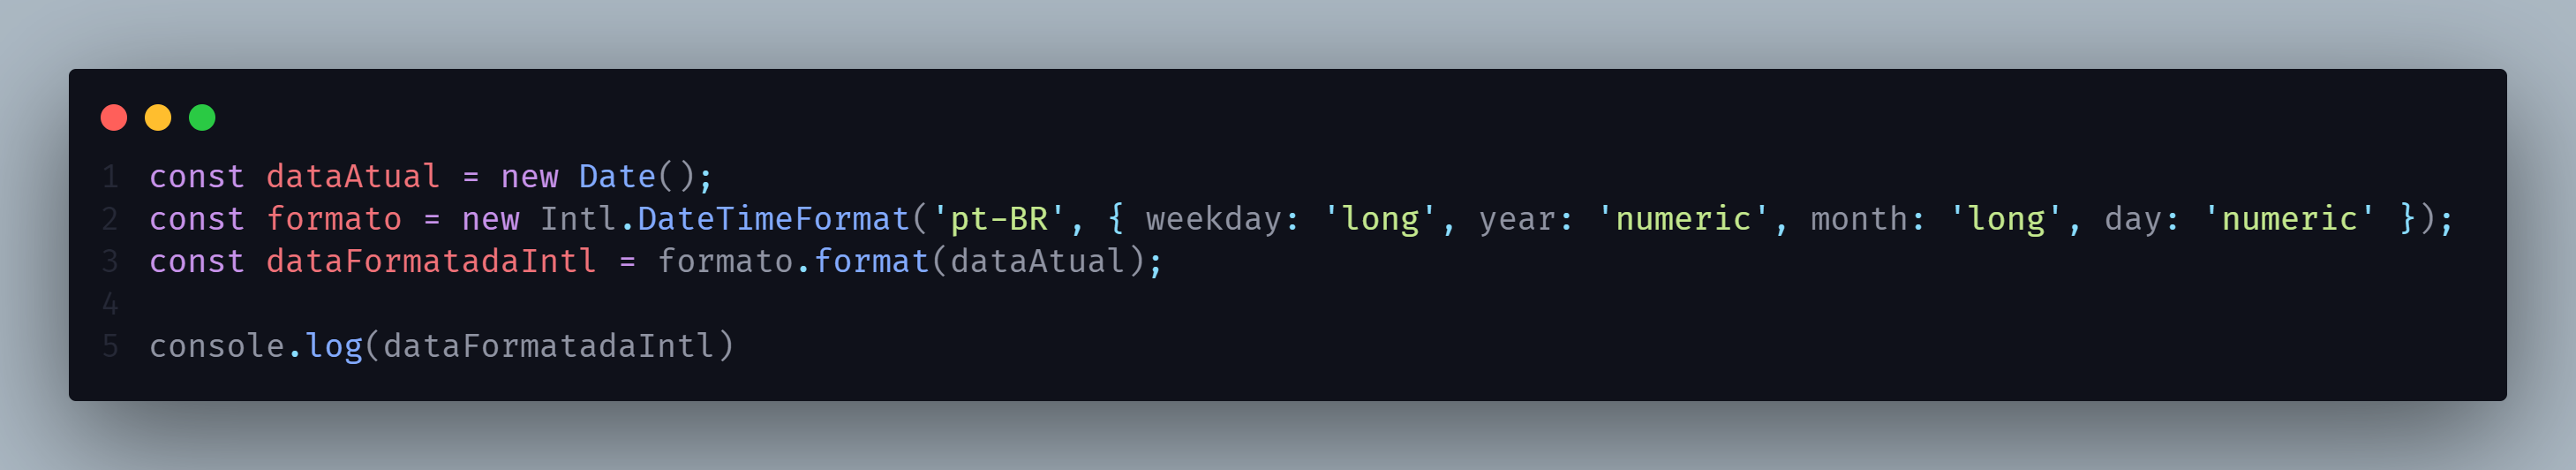 1 const dataAtual = new Date();
2 const formato = new Intl.DateTimeFormat('pt-BR', { weekday: 'long', year: 'numeric', month: 'long', day: 'numeric' });
3 const dataFormatadaIntl = formato.format(dataAtual);
4
5 console.log(dataFormatadaIntl)